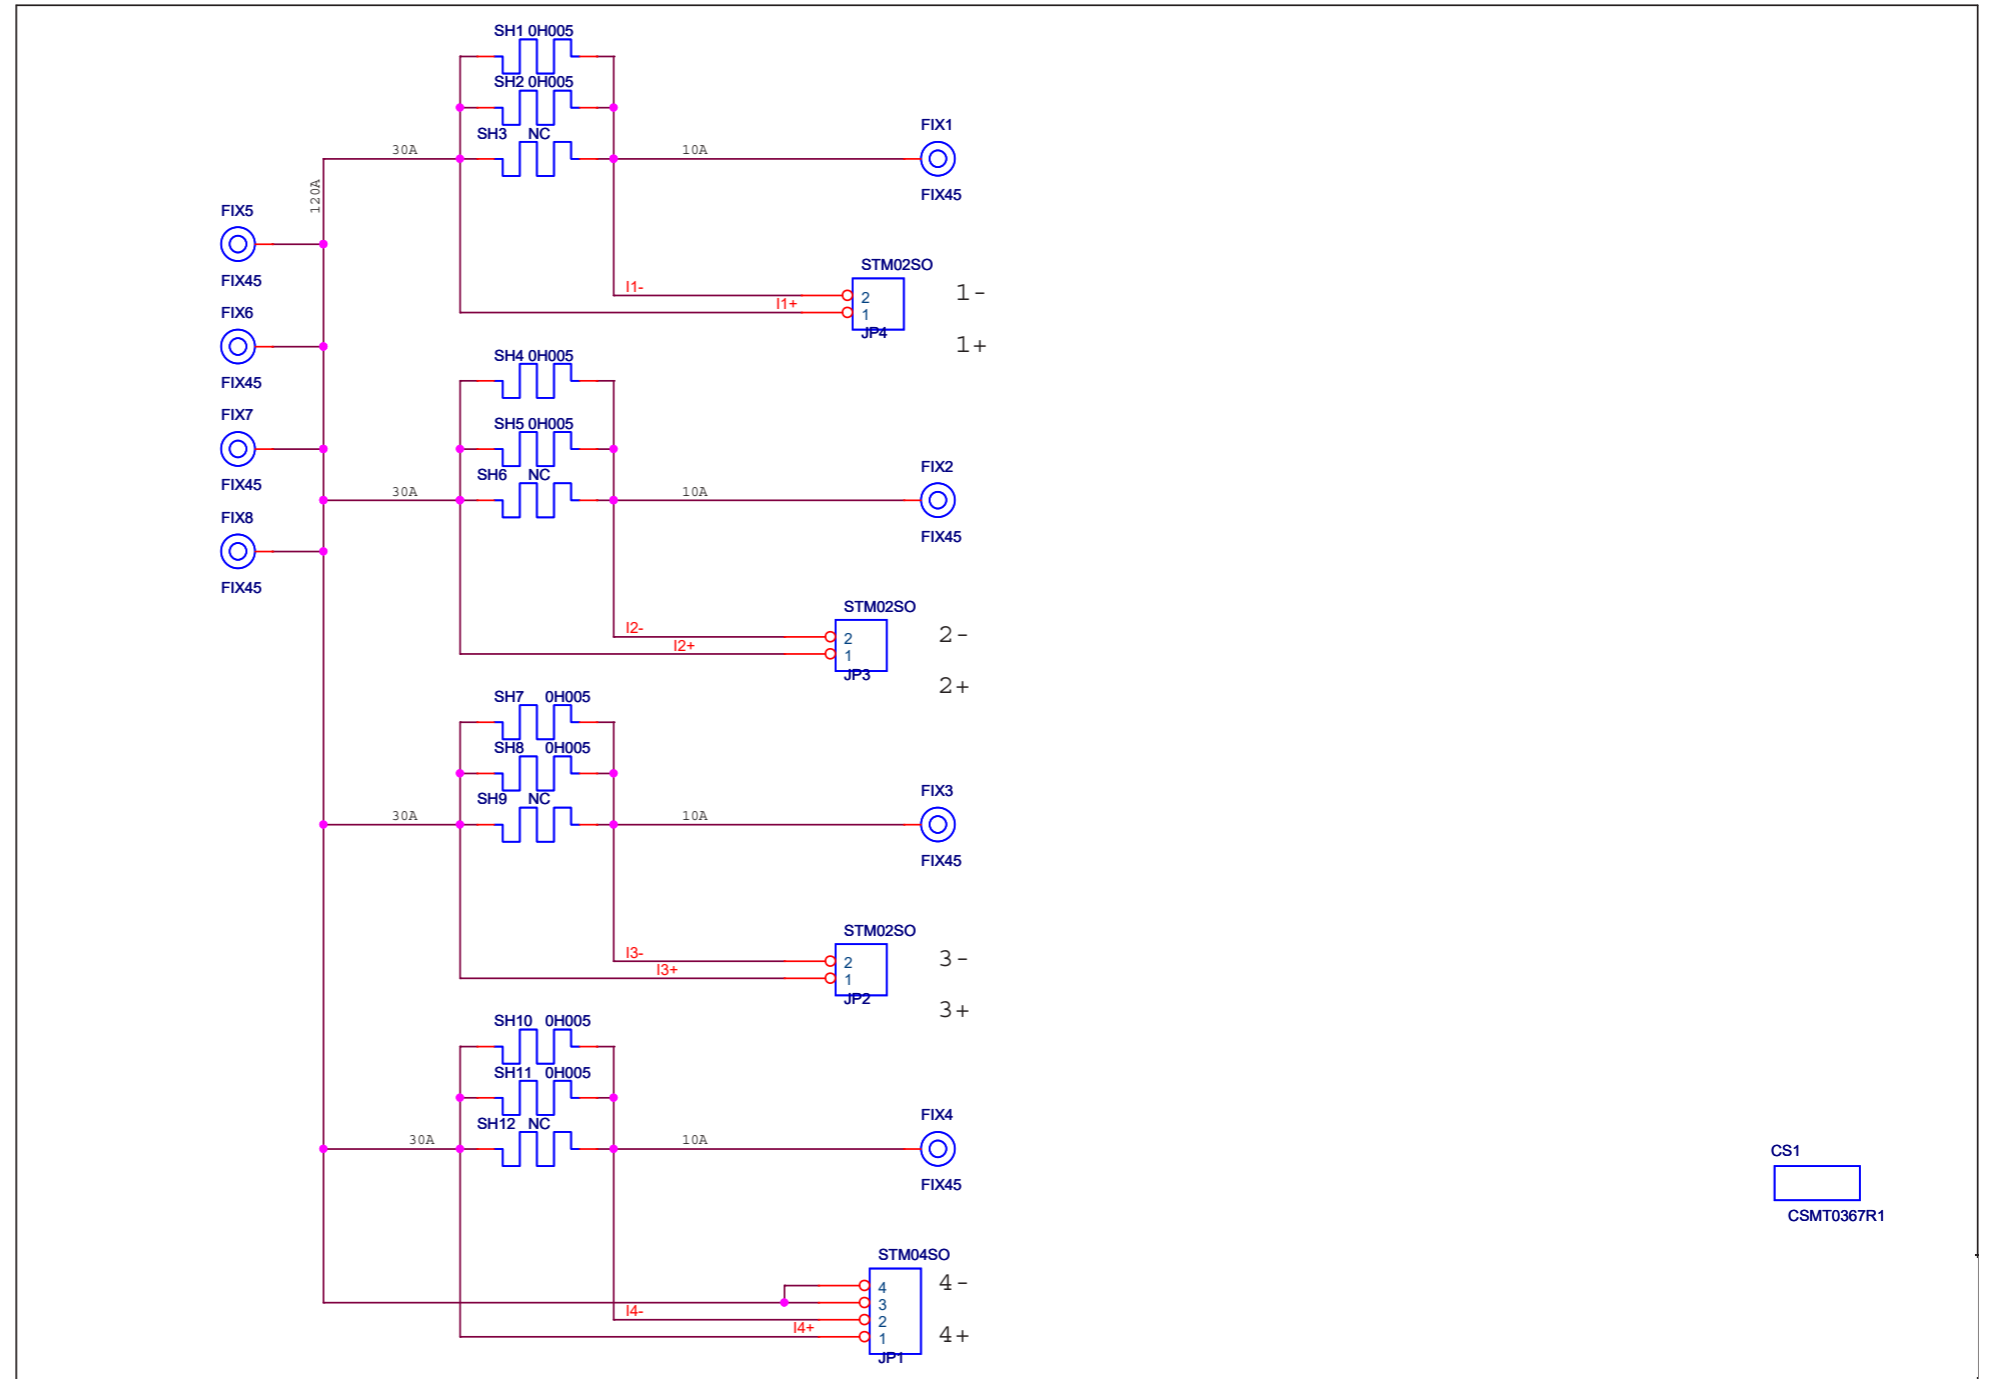 SH1 0H005
SH2 0H005
SH3 NC
30A
10A
FIX1
FIX45
120A
FIX5
FIX45
STM02SO
I1-
I1+
2
1
JP4
1-
1+
FIX6
FIX45
SH4 0H005
FIX7
FIX45
SH5 0H005
SH6 NC
30A
10A
FIX2
FIX45
FIX8
FIX45
STM02SO
I2-
I2+
2
1
JP3
2-
2+
SH7 0H005
SH8 0H005
SH9 NC
30A
10A
FIX3
FIX45
STM02SO
I3-
I3+
2
1
JP2
3-
3+
SH10 0H005
SH11 0H005
SH12 NC
30A
10A
FIX4
FIX45
CS1
CSMT0367R1
STM04SO
4
3
I4-
2
I4+
1
JP1
4-
4+